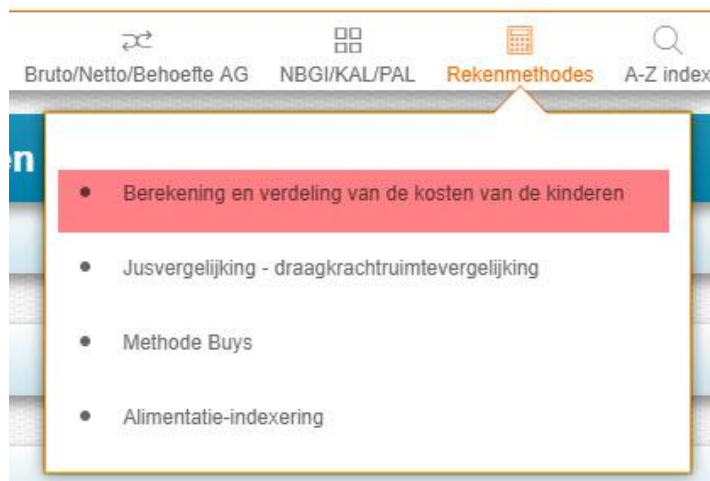 Bruto/Netto/Behoefte AG NBGI/KAL/PAL Rekenmethodes A-Z index
en
Berekening en verdeling van de kosten van de kinderen
Jusvergelijking - draagkrachtruimtevergelijking
Methode Buys
Alimentatie-indexering